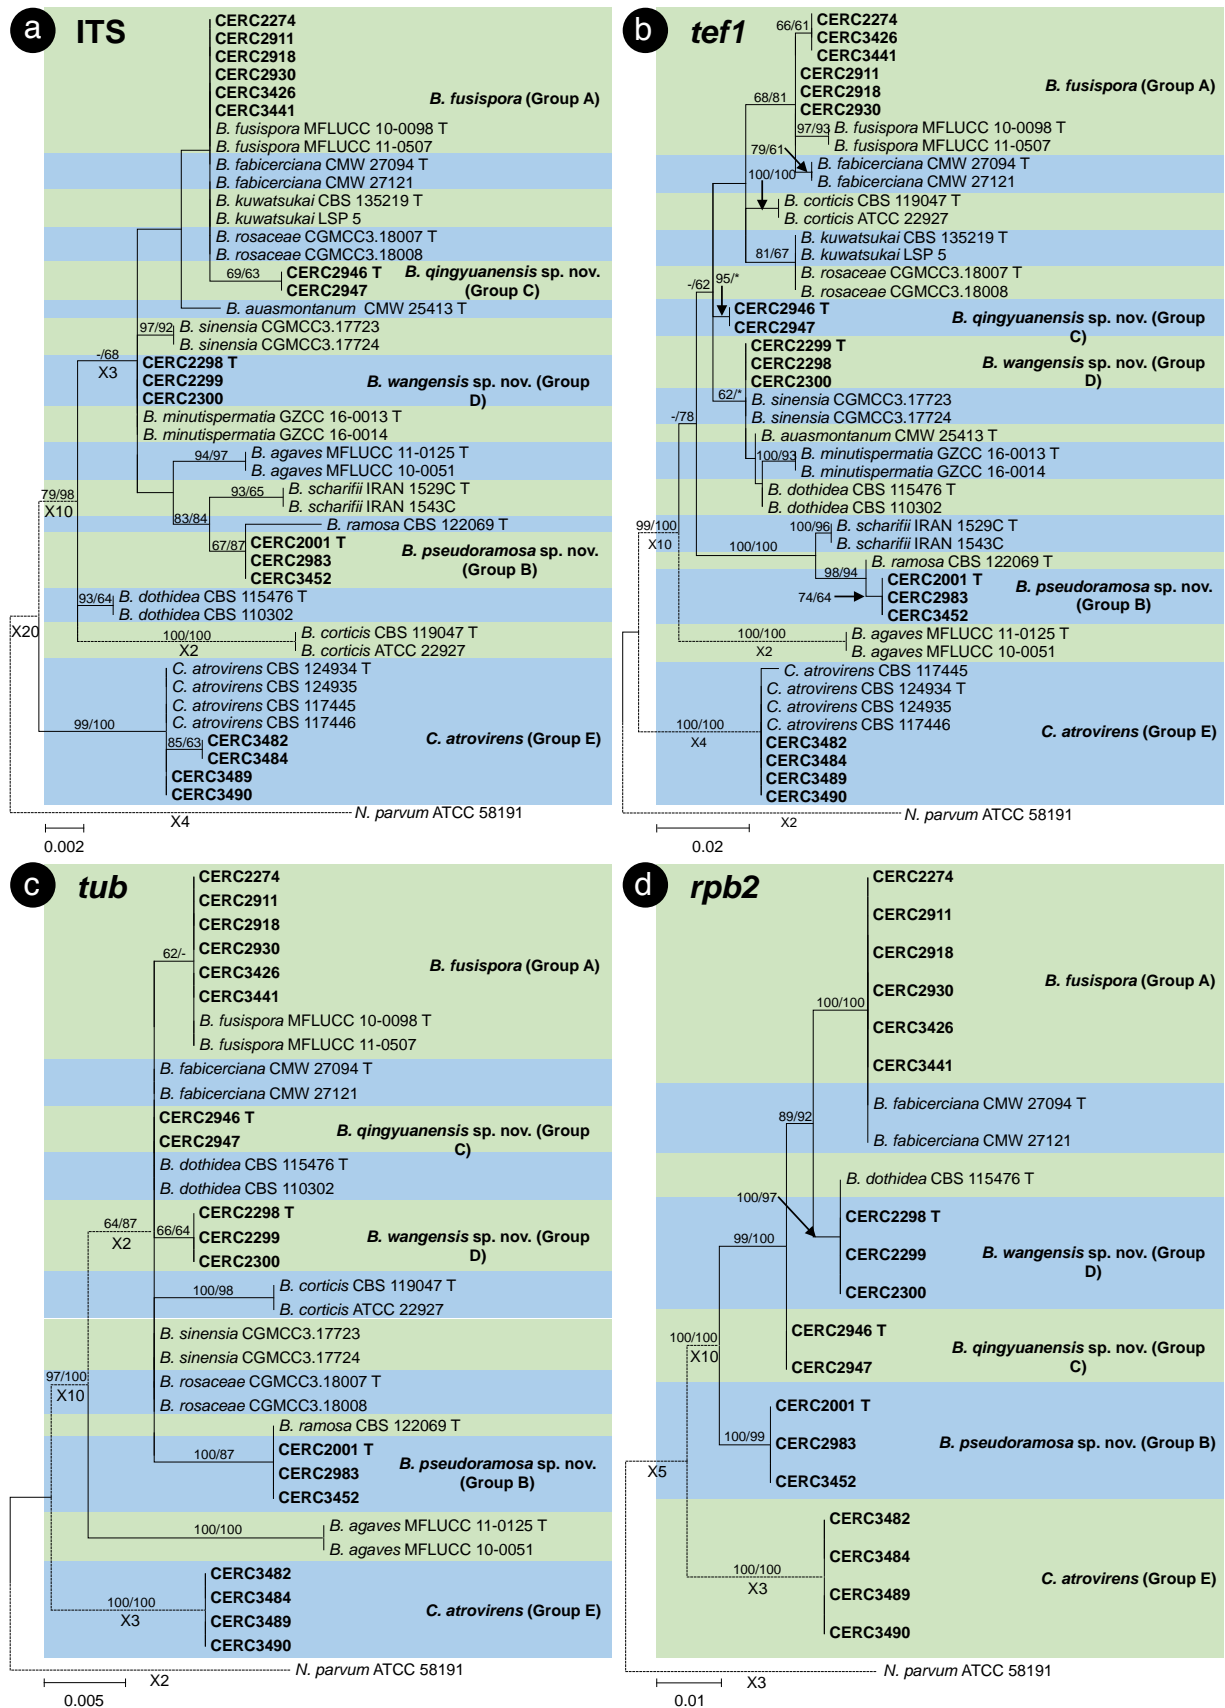 a ITS
CERC2274
CERC2911
CERC2918
CERC2930
CERC3426
CERC3441
B. fusispora (Group A)
B. fusispora MFLUCC 10-0098 T
B. fusispora MFLUCC 11-0507
B. fabicerciana CMW 27094 T
B. fabicerciana CMW 27121
B. kuwatsukai CBS 135219 T
B. kuwatsukai LSP 5
B. rosaceae CGMCC3.18007 T
B. rosaceae CGMCC3.18008
69/63
CERC2946 T
CERC2947
B. qingyuanensis sp. nov.
(Group C)
B. auasmontanum CMW 25413 T
97/92
B. sinensia CGMCC3.17723
B. sinensia CGMCC3.17724
-/68
X3
CERC2298 T
CERC2299
CERC2300
B. wangensis sp. nov. (Group
D)
B. minutispermatia GZCC 16-0013 T
B. minutispermatia GZCC 16-0014
94/97
B. agaves MFLUCC 11-0125 T
B. agaves MFLUCC 10-0051
79/98
X10
93/65
B. scharifii IRAN 1529C T
B. scharifii IRAN 1543C
83/84
B. ramosa CBS 122069 T
67/87
CERC2001 T
CERC2983
CERC3452
B. pseudoramosa sp. nov.
(Group B)
93/64
B. dothidea CBS 115476 T
B. dothidea CBS 110302
X20
100/100
X2
B. corticis CBS 119047 T
B. corticis ATCC 22927
C. atrovirens CBS 124934 T
C. atrovirens CBS 124935
C. atrovirens CBS 117445
C. atrovirens CBS 117446
99/100
85/63
CERC3482
CERC3484
CERC3489
CERC3490
C. atrovirens (Group E)
N. parvum ATCC 58191
X4
0.002
b tef1
66/61
CERC2274
CERC3426
CERC3441
CERC2911
CERC2918
CERC2930
B. fusispora (Group A)
68/81
97/93
B. fusispora MFLUCC 10-0098 T
B. fusispora MFLUCC 11-0507
79/61
B. fabicerciana CMW 27094 T
B. fabicerciana CMW 27121
100/100
B. corticis CBS 119047 T
B. corticis ATCC 22927
81/67
B. kuwatsukai CBS 135219 T
B. kuwatsukai LSP 5
B. rosaceae CGMCC3.18007 T
B. rosaceae CGMCC3.18008
-/62
95/*
CERC2946 T
CERC2947
B. qingyuanensis sp. nov. (Group
C)
CERC2299 T
CERC2298
CERC2300
B. wangensis sp. nov. (Group
D)
62/*
B. sinensia CGMCC3.17723
B. sinensia CGMCC3.17724
-/78
B. auasmontanum CMW 25413 T
100/93
B. minutispermatia GZCC 16-0013 T
B. minutispermatia GZCC 16-0014
B. dothidea CBS 115476 T
B. dothidea CBS 110302
99/100
X10
100/100
100/96
B. scharifii IRAN 1529C T
B. scharifii IRAN 1543C
B. ramosa CBS 122069 T
98/94
74/64
CERC2001 T
CERC2983
CERC3452
B. pseudoramosa sp. nov.
(Group B)
100/100
X2
B. agaves MFLUCC 11-0125 T
B. agaves MFLUCC 10-0051
C. atrovirens CBS 117445
C. atrovirens CBS 124934 T
C. atrovirens CBS 124935
C. atrovirens CBS 117446
100/100
X4
CERC3482
CERC3484
CERC3489
CERC3490
C. atrovirens (Group E)
N. parvum ATCC 58191
X2
0.02
c tub
CERC2274
CERC2911
CERC2918
CERC2930
CERC3426
CERC3441
62/-
B. fusispora (Group A)
B. fusispora MFLUCC 10-0098 T
B. fusispora MFLUCC 11-0507
B. fabicerciana CMW 27094 T
B. fabicerciana CMW 27121
CERC2946 T
CERC2947
B. qingyuanensis sp. nov. (Group
C)
B. dothidea CBS 115476 T
B. dothidea CBS 110302
64/87
X2
66/64
CERC2298 T
CERC2299
CERC2300
B. wangensis sp. nov. (Group
D)
100/98
B. corticis CBS 119047 T
B. corticis ATCC 22927
B. sinensia CGMCC3.17723
B. sinensia CGMCC3.17724
97/100
X10
B. rosaceae CGMCC3.18007 T
B. rosaceae CGMCC3.18008
B. ramosa CBS 122069 T
100/87
CERC2001 T
CERC2983
CERC3452
B. pseudoramosa sp. nov.
(Group B)
100/100
B. agaves MFLUCC 11-0125 T
B. agaves MFLUCC 10-0051
100/100
X3
CERC3482
CERC3484
CERC3489
CERC3490
C. atrovirens (Group E)
N. parvum ATCC 58191
X2
0.005
d rpb2
CERC2274
CERC2911
CERC2918
CERC2930
CERC3426
CERC3441
100/100
B. fusispora (Group A)
B. fabicerciana CMW 27094 T
B. fabicerciana CMW 27121
89/92
B. dothidea CBS 115476 T
100/97
CERC2298 T
CERC2299
CERC2300
B. wangensis sp. nov. (Group
D)
99/100
CERC2946 T
CERC2947
B. qingyuanensis sp. nov. (Group
C)
100/100
X10
100/99
CERC2001 T
CERC2983
CERC3452
B. pseudoramosa sp. nov. (Group B)
X5
100/100
X3
CERC3482
CERC3484
CERC3489
CERC3490
C. atrovirens (Group E)
N. parvum ATCC 58191
X3
0.01